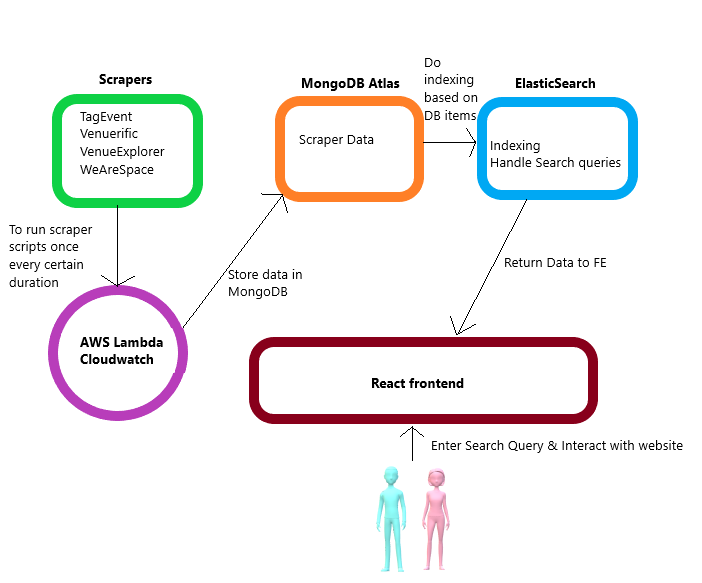 Scrapers
TagEvent
Venuerific
VenueExplorer
WeAreSpace
MongoDB Atlas
Scraper Data
Do
indexing
based on
DB items
ElasticSearch
Indexing
Handle Search queries
To run scraper
scripts once
every certain
duration
Store data in
MongoDB
Return Data to FE
AWS Lambda
Cloudwatch
React frontend
Enter Search Query & Interact with website